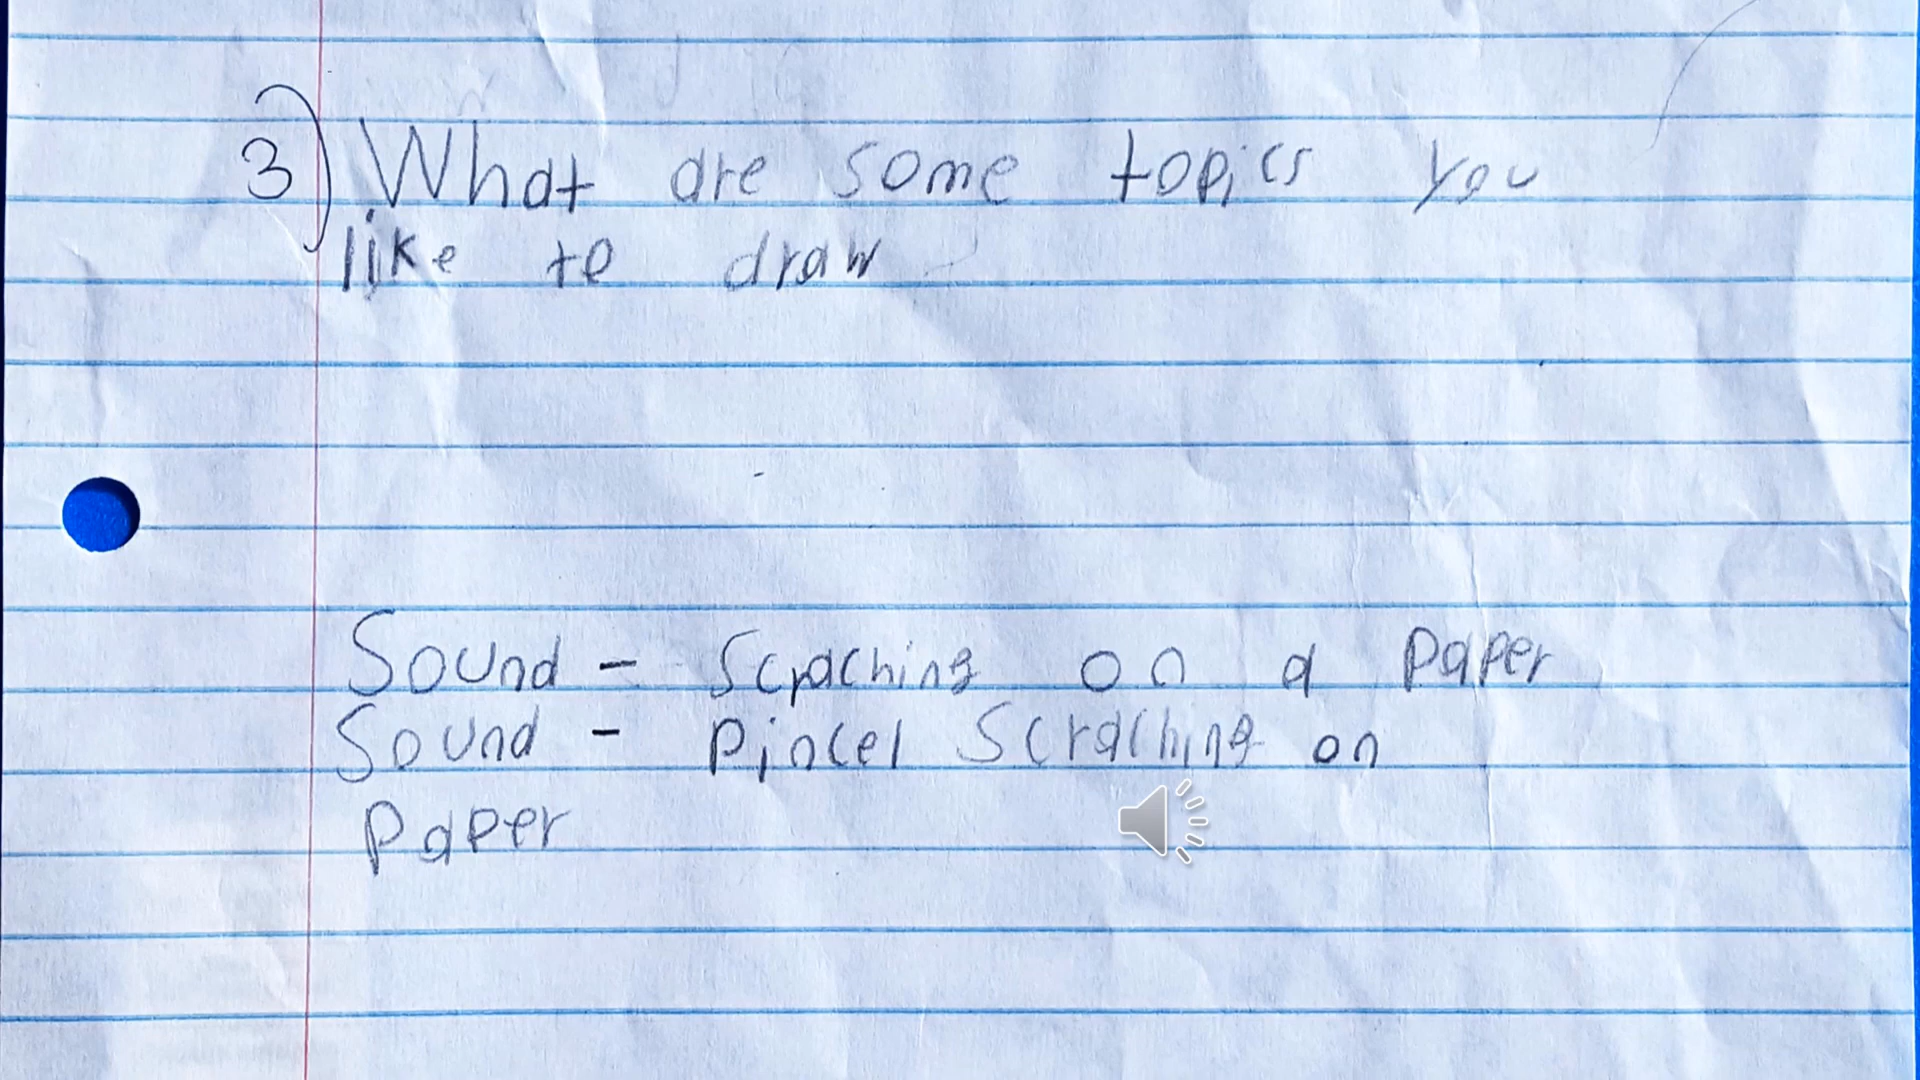 3) What are some topics you
like to draw
Sound - Scraching on a paper
Sound - Pincel Scraching on
paper